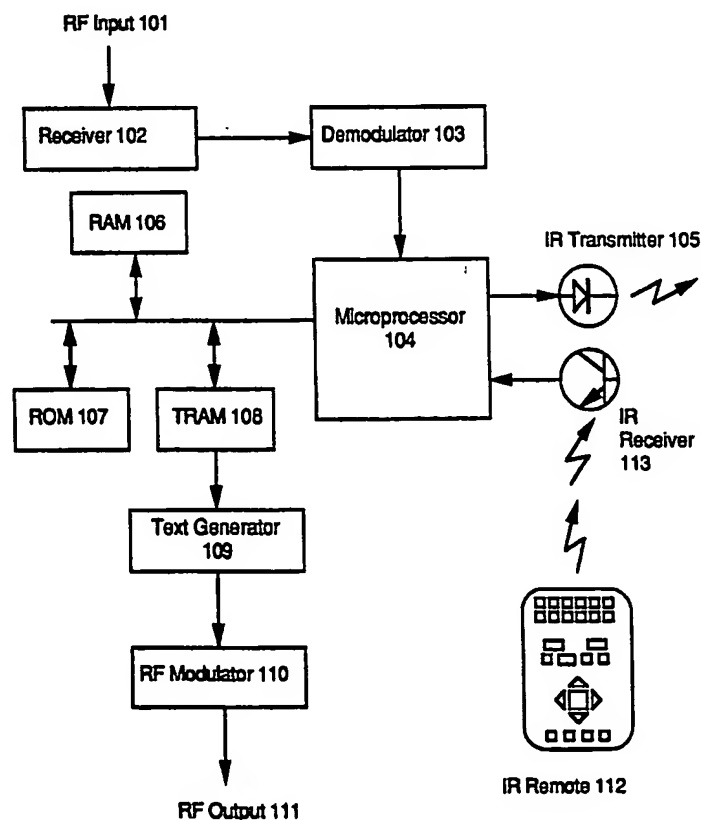 RF Input 101
Receiver 102
Demodulator 103
RAM 106
IR Transmitter 105
Microprocessor
104
ROM 107
TRAM 108
IR
Receiver
113
Text Generator
109
RF Modulator 110
IR Remote 112
RF Output 111